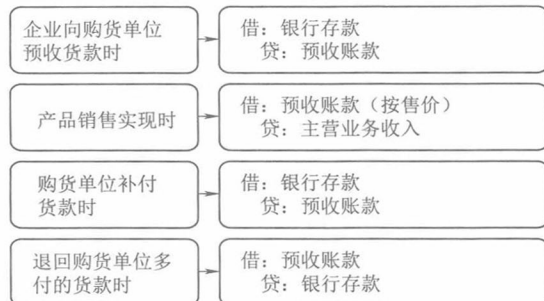 企业向购货单位
预收货款时
借：银行存款
贷：预收账款
产品销售实现时
借：预收账款（按售价）
贷：主营业务收入
购货单位补付
货款时
借：银行存款
贷：预收账款
退回购货单位多
付的货款时
借：预收账款
贷：银行存款